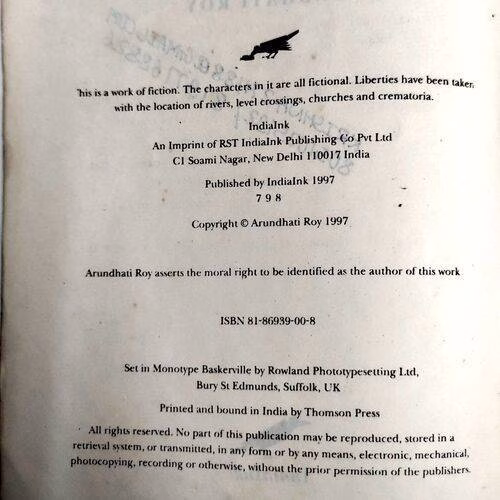 his is a work of fiction. The characters in it are all fictional. Liberties have been taken
with the location of rivers, level crossings, churches and crematoria.
IndiaInk
An Imprint of RST IndiaInk Publishing Co Pvt Ltd
C1 Soami Nagar, New Delhi 110017 India
Published by IndiaInk 1997
7 9 8
Copyright © Arundhati Roy 1997
Arundhati Roy asserts the moral right to be identified as the author of this work
ISBN 81-86939-00-8
Set in Monotype Baskerville by Rowland Phototypesetting Ltd,
Bury St Edmunds, Suffolk, UK
Printed and bound in India by Thomson Press
All rights reserved. No part of this publication may be reproduced, stored in a
retrieval system, or transmitted, in any form or by any means, electronic, mechanical,
photocopying, recording or otherwise, without the prior permission of the publishers.